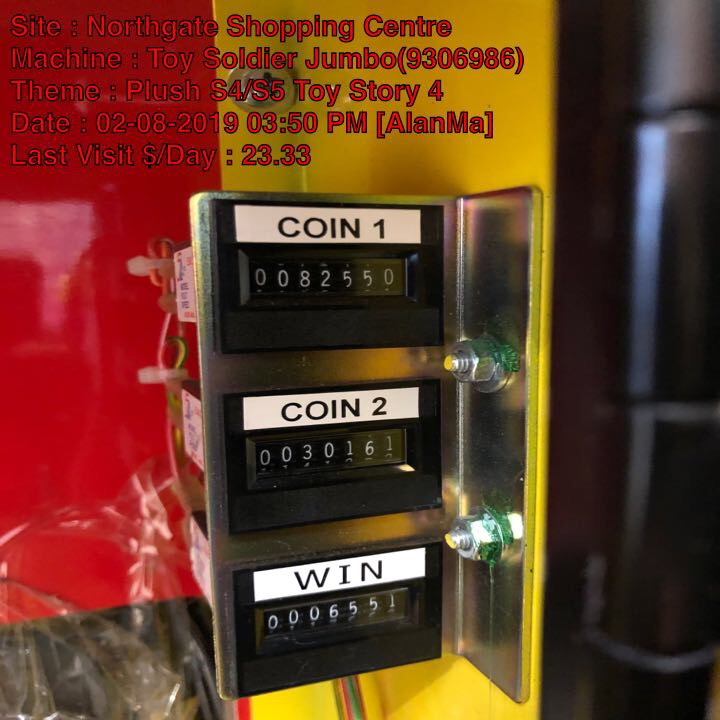 Site : Northgate Shopping Centre
Machine : Toy Soldier Jumbo(9306986)
Theme : Plush S4/S5 Toy Story 4
Date : 02-08-2019 03:50 PM [AlanMa]
Last Visit $/Day : 23.33
COIN 1
0082550
COIN 2
0030161
WIN
0006551